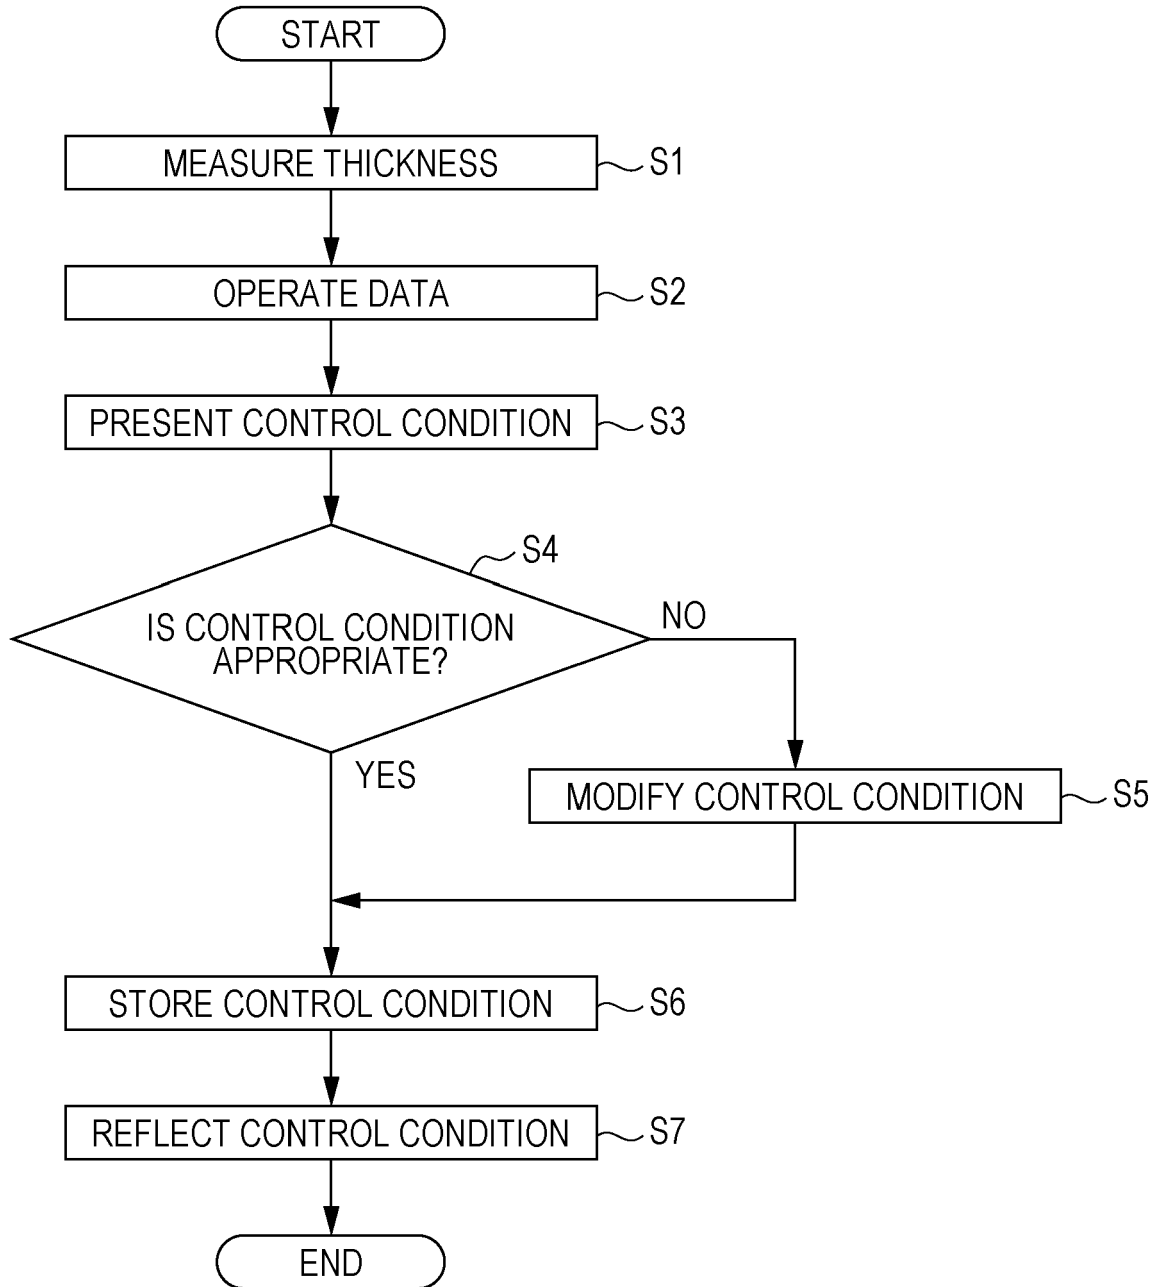 START
MEASURE THICKNESS
S1
OPERATE DATA
S2
PRESENT CONTROL CONDITION
S3
S4
IS CONTROL CONDITION
APPROPRIATE?
NO
YES
MODIFY CONTROL CONDITION
S5
STORE CONTROL CONDITION
S6
REFLECT CONTROL CONDITION
S7
END